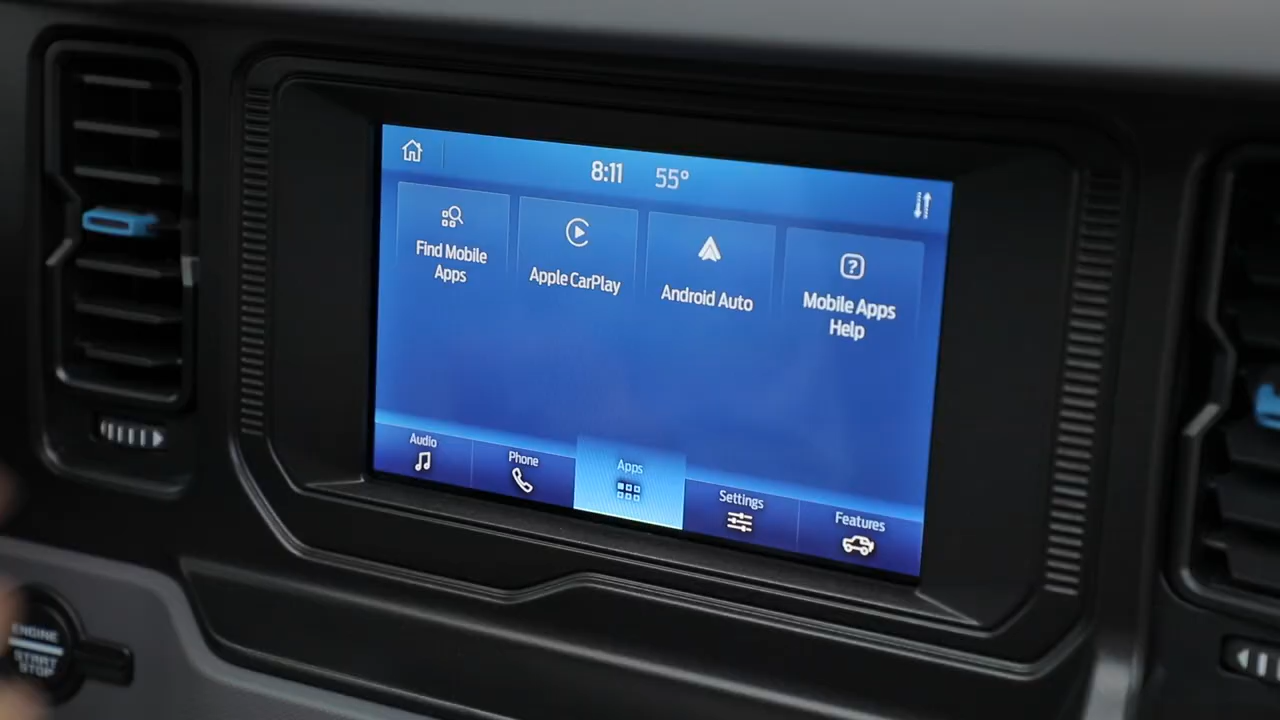 8:11 55°
Find Mobile
Apps
Apple CarPlay
Android Auto
Mobile Apps
Help
Audio
Phone
Apps
Settings
Features
ENGINE
START
STOP